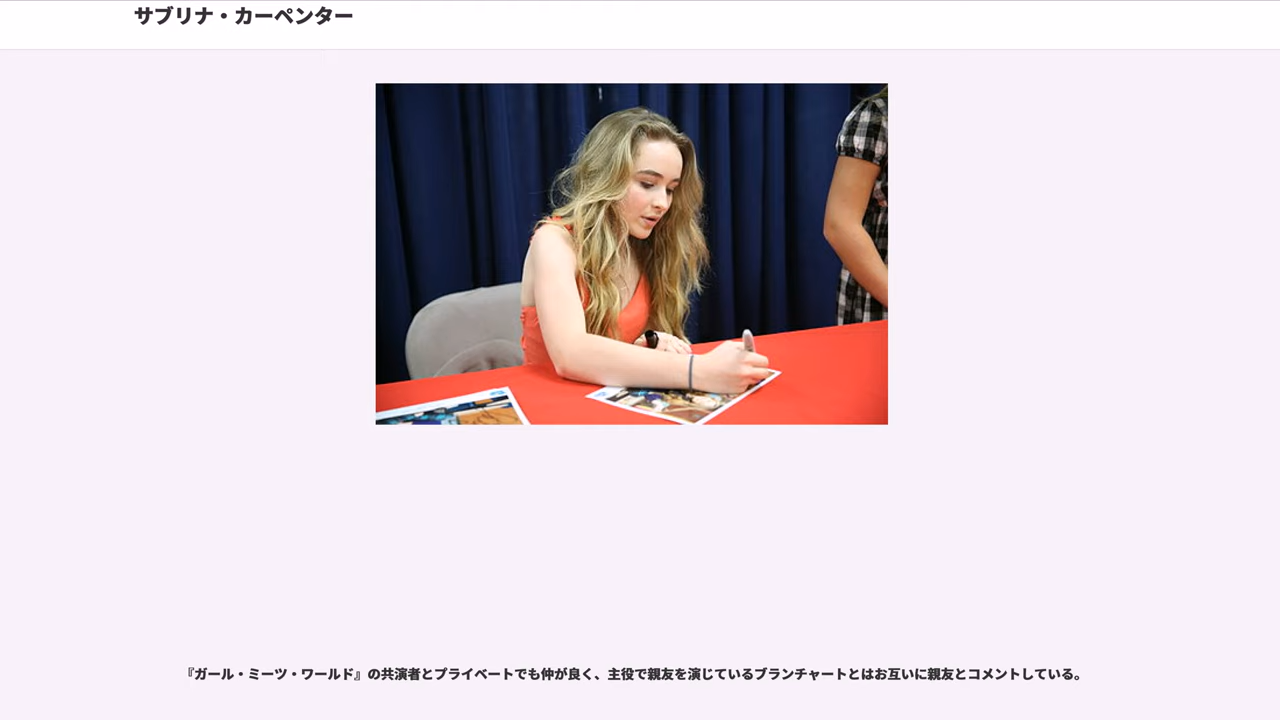 サブリナ・カーペンター
『ガール・ミーツ・ワールド』の共演者とプライベートでも仲が良く、主役で親友を演じているブランチャートとはお互いに親友とコメントしている。